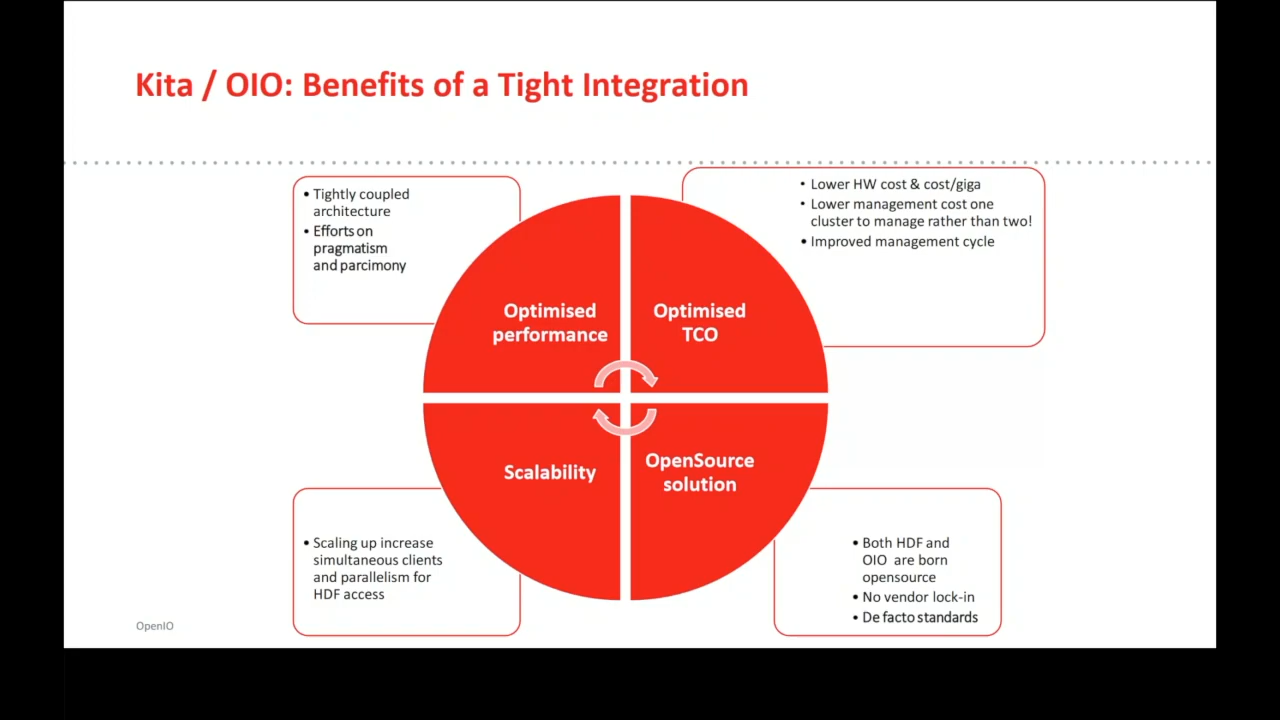 Kita / OIO: Benefits of a Tight Integration
• Tightly coupled
architecture
• Efforts on
pragmatism
and parcimony
• Lower HW cost & cost/giga
• Lower management cost one
cluster to manage rather than two!
• Improved management cycle
Optimised
performance
Optimised
TCO
Scalability
OpenSource
solution
• Scaling up increase
simultaneous clients
and parallelism for
HDF access
• Both HDF and
OIO are born
opensource
• No vendor lock-in
• De facto standards
OpenIO